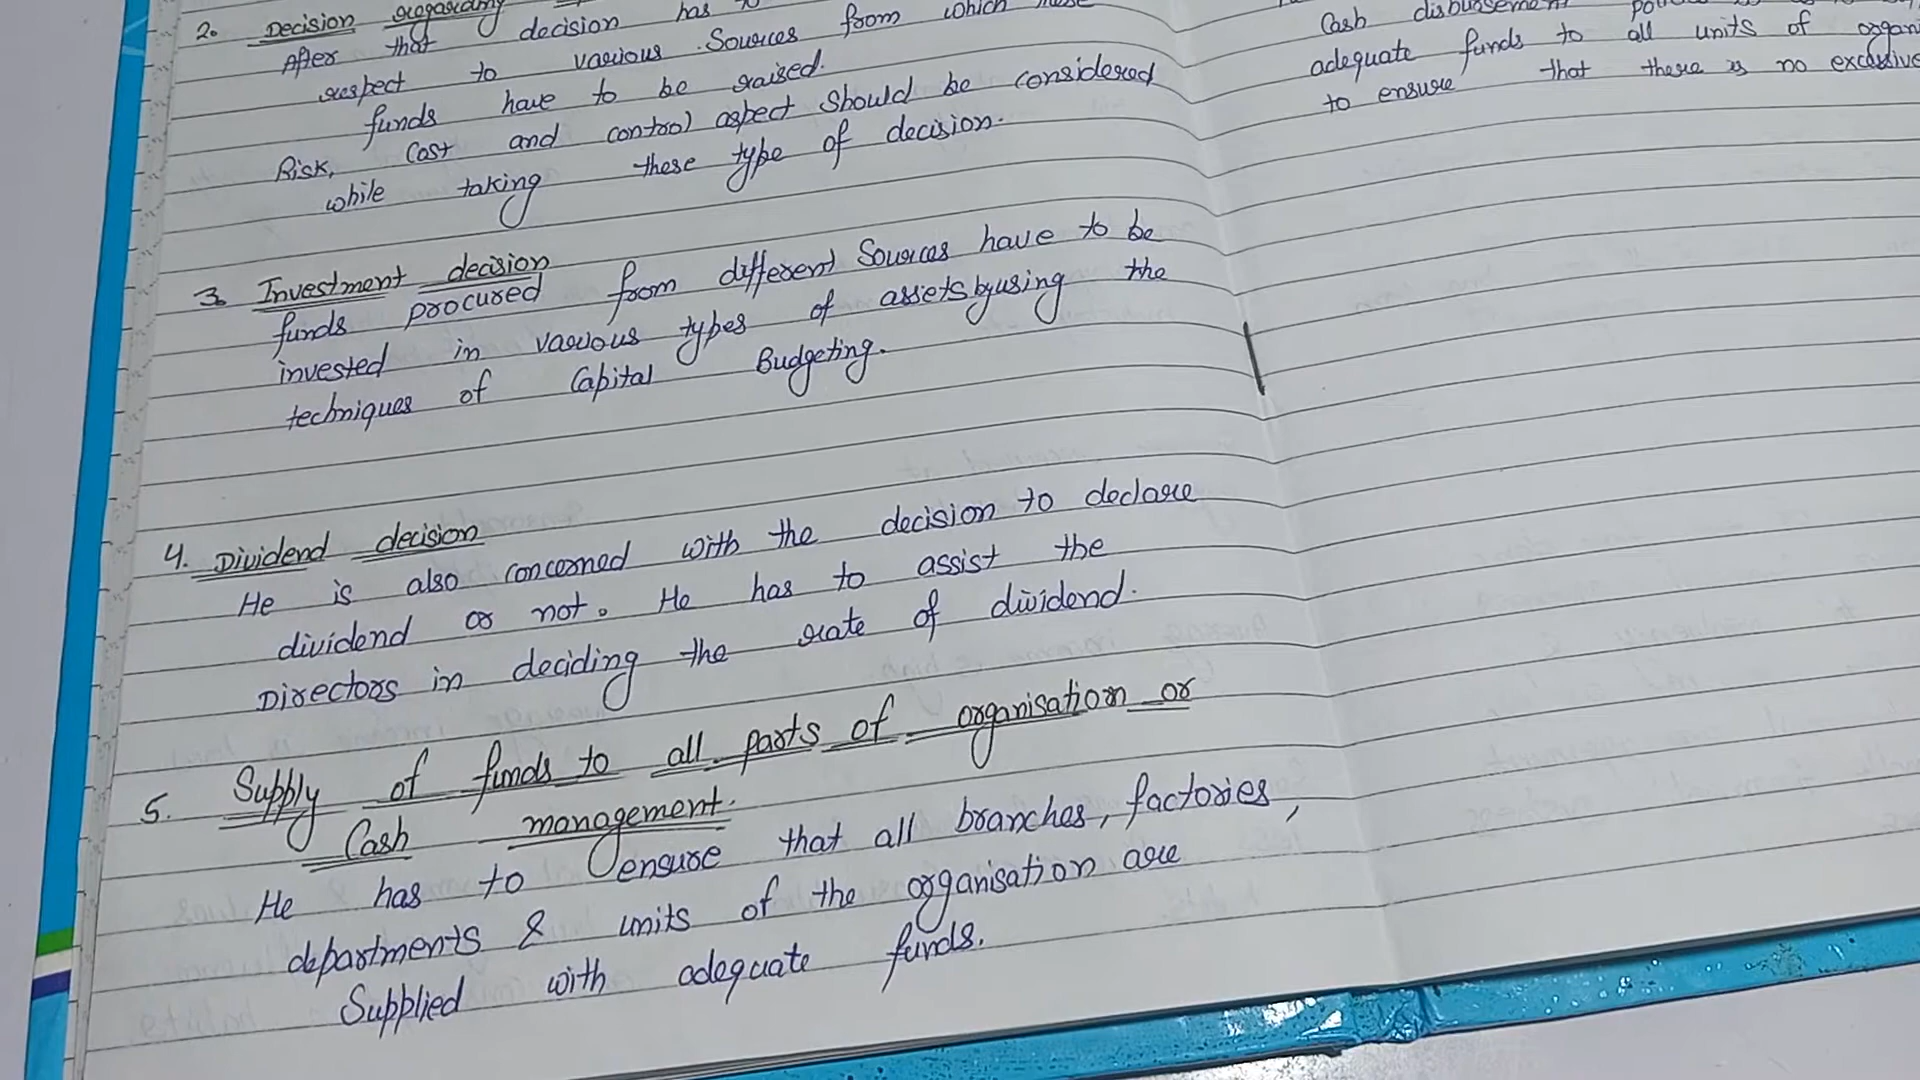 2. Decision regarding
After that decision has to
respect to various Sources from which these
funds have to be raised.
Risk, Cost and control aspect should be considered
while taking these type of decision.
3. Investment decision
funds procured from different Sources have to be
invested in various types of assets by using the
techniques of Capital Budgeting.
4. Dividend decision
He is also concerned with the decision to declare
dividend or not. He has to assist the
Directors in deciding the rate of dividend.
5. Supply of funds to all parts of organisation or
Cash management.
He has to ensure that all branches, factories,
departments & units of the organisation are
Supplied with adequate funds.
Cash disbursement
adequate funds to all units of
to ensure that there is no excessive